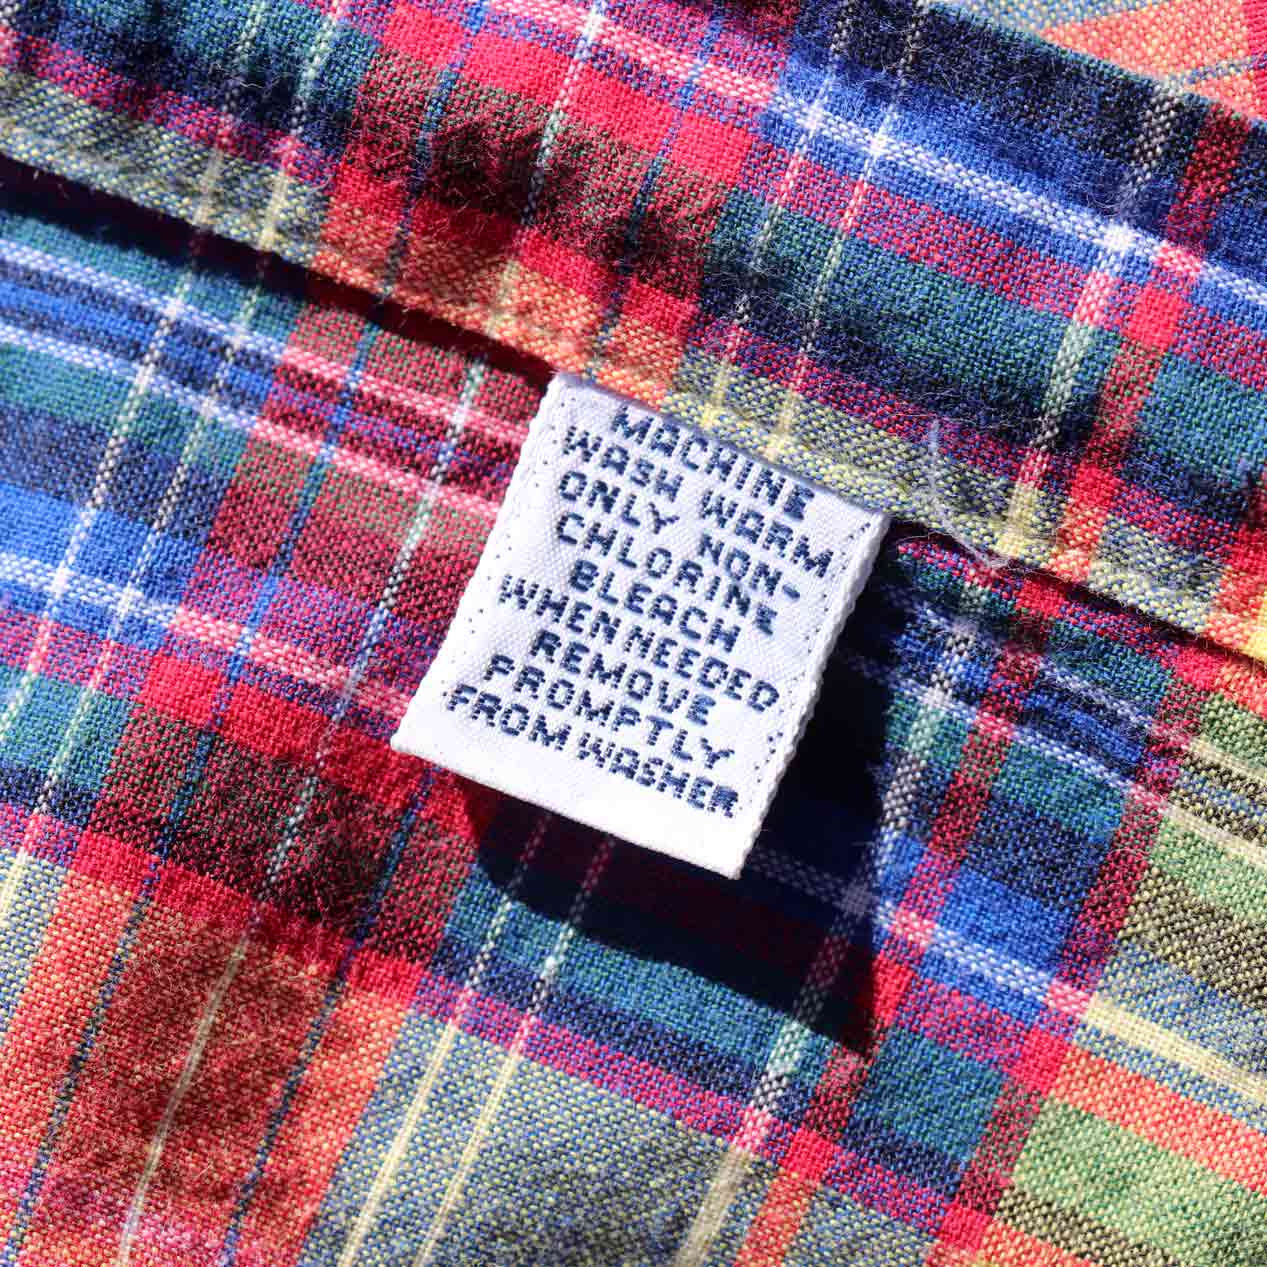 MACHINE
WASH WARM
ONLY NON-
CHLORINE
BLEACH
WHEN NEEDED
REMOVE
PROMPTLY
FROM WASHER